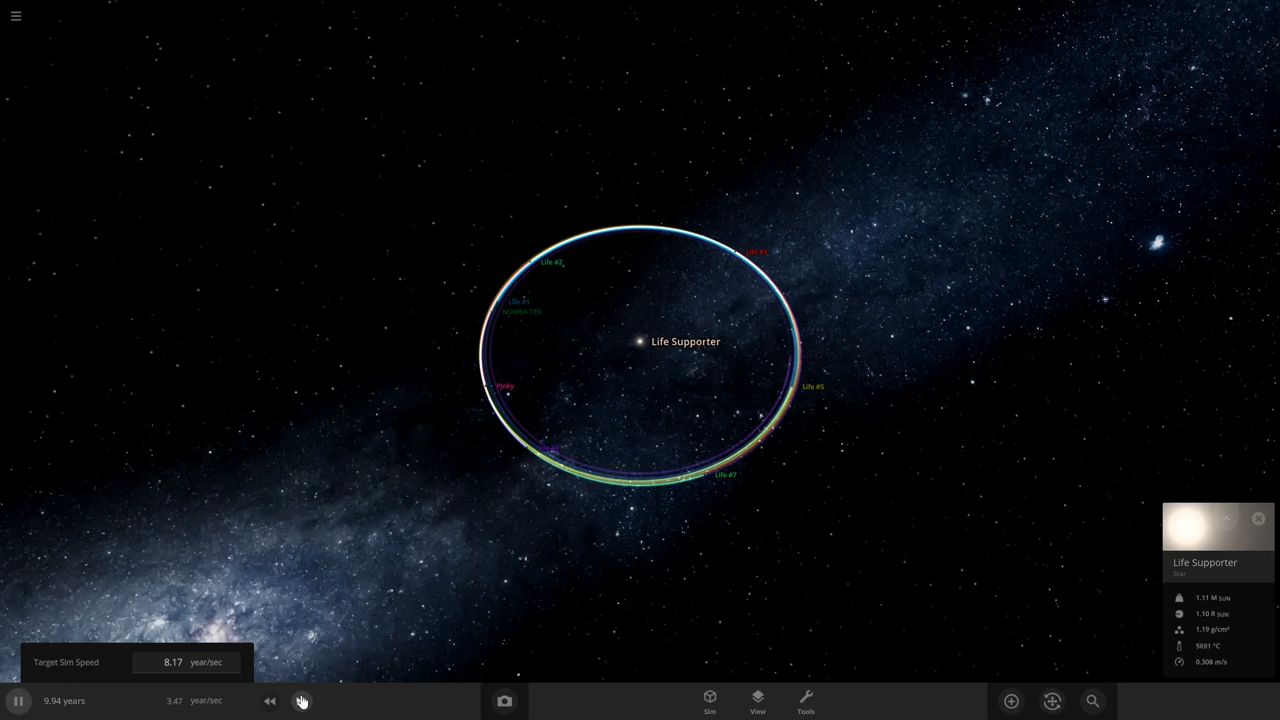 Life #3
Life #2
Life #1
NUMBA TEN
Life Supporter
Pinky
Life #5
Life #7
Life Supporter
Star
1.11 M SUN
1.10 R SUN
1.19 g/cm³
5691 °C
0.308 m/s
Target Sim Speed 8.17 year/sec
9.94 years 3.47 year/sec
Sim View Tools